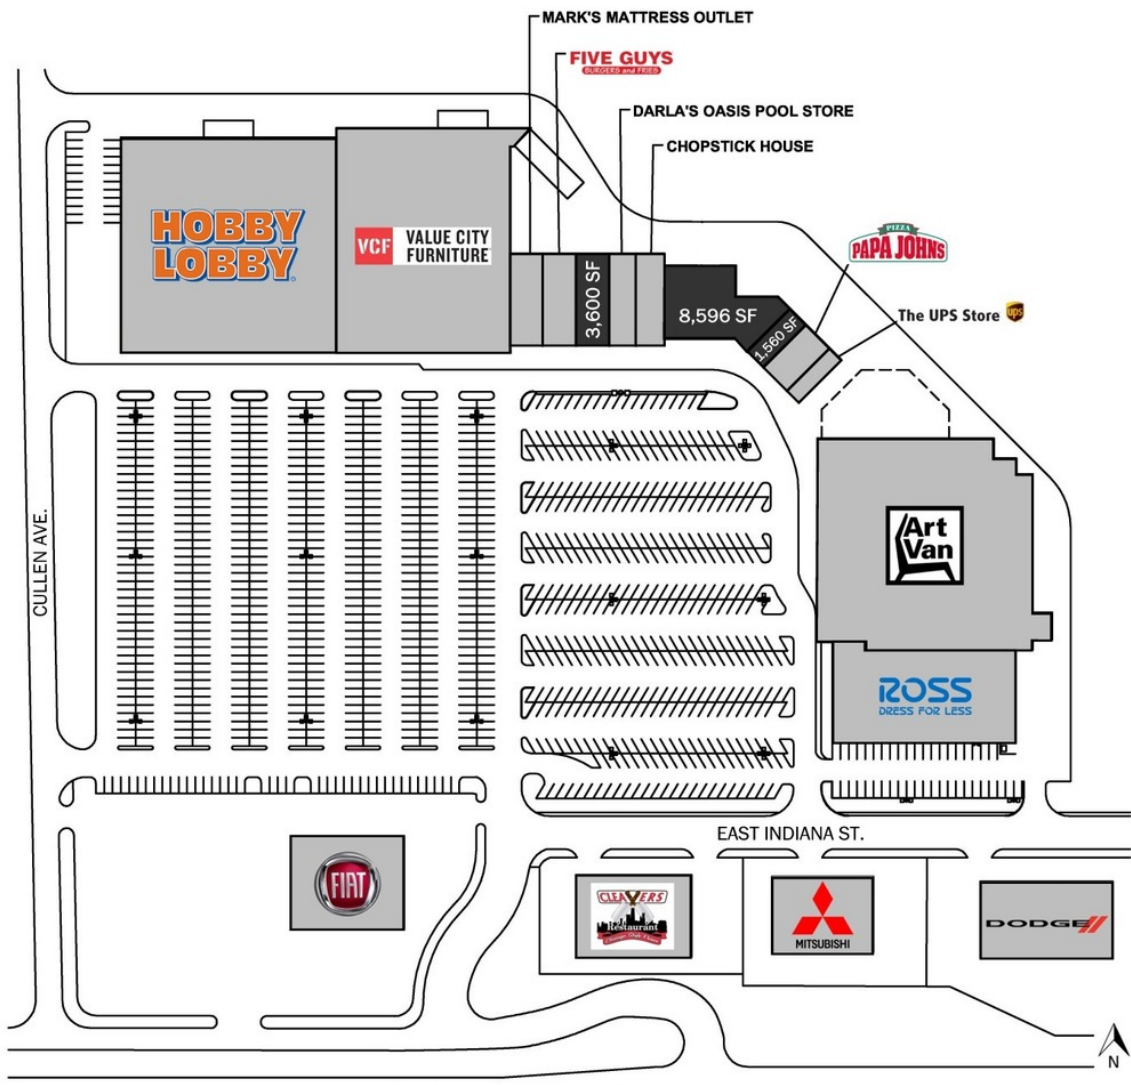 MARK'S MATTRESS OUTLET
FIVE GUYS
BURGERS and FRIES
DARLA'S OASIS POOL STORE
CHOPSTICK HOUSE
HOBBY
LOBBY
VCF
VALUE CITY
FURNITURE
3,600 SF
8,596 SF
1,560 SF
PIZZA
PAPA JOHNS
The UPS Store
ups
Art
Van
ROSS
DRESS FOR LESS
CULLEN AVE.
EAST INDIANA ST.
FIAT
CLEAVERS
Restaurant
MITSUBISHI
DODGE
N